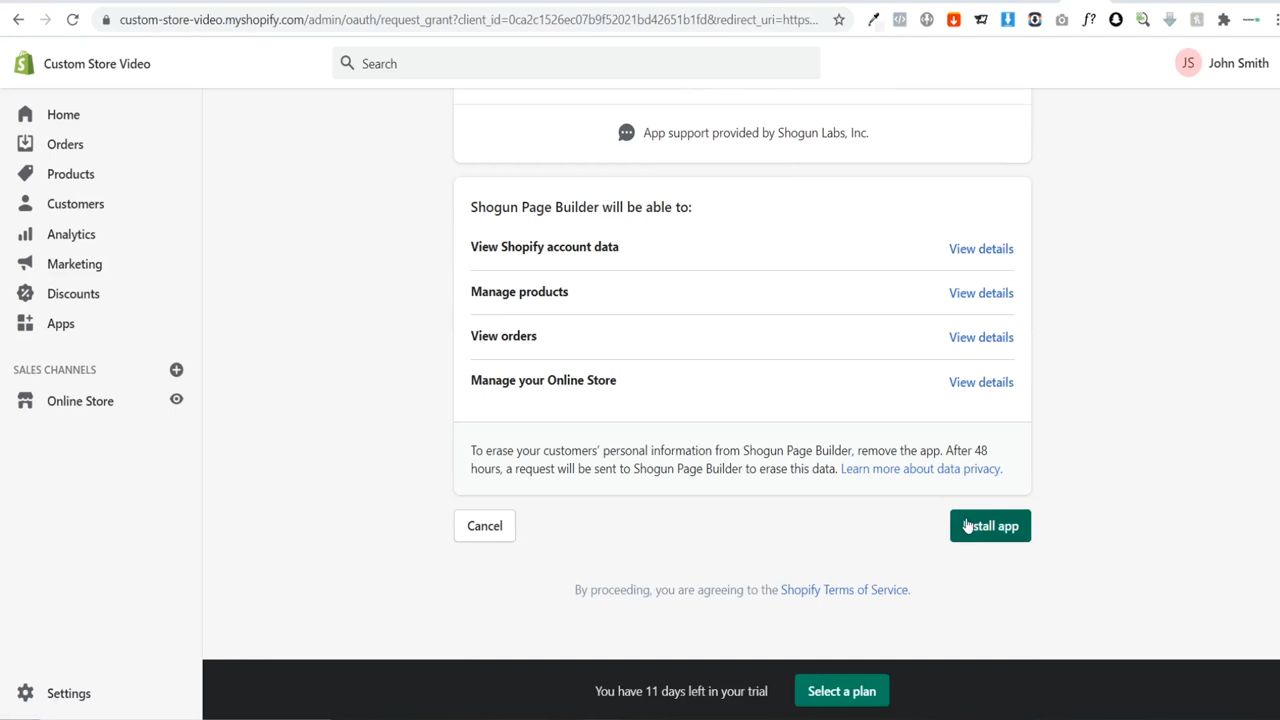 custom-store-video.myshopify.com/admin/oauth/request_grant?client_id=0ca2c1526ec07b9f52021bd42651b1fd&redirect_uri=https...
Custom Store Video
Search
JS
John Smith
Home
Orders
Products
Customers
Analytics
Marketing
Discounts
Apps
SALES CHANNELS
Online Store
Settings
App support provided by Shogun Labs, Inc.
Shogun Page Builder will be able to:
View Shopify account data
View details
Manage products
View details
View orders
View details
Manage your Online Store
View details
To erase your customers’ personal information from Shogun Page Builder, remove the app. After 48
hours, a request will be sent to Shogun Page Builder to erase this data. Learn more about data privacy.
Cancel
Install app
By proceeding, you are agreeing to the Shopify Terms of Service.
You have 11 days left in your trial
Select a plan